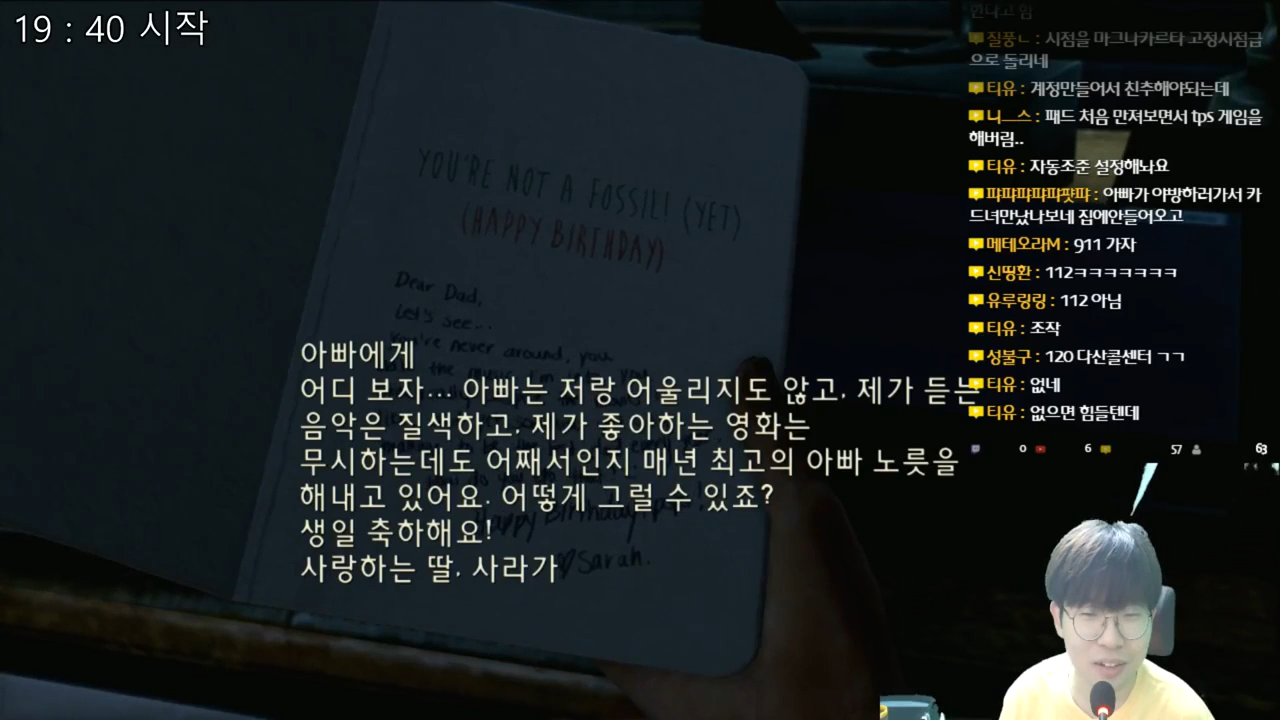 19 : 40 시작
YOU'RE NOT A FOSSIL! (YET)
(HAPPY BIRTHDAY)
Dear Dad,
Let's see...
You're never around, you
아빠에게
어디 보자... 아빠는 저랑 어울리지도 않고, 제가 듣는
음악은 질색하고, 제가 좋아하는 영화는
무시하는데도 어째서인지 매년 최고의 아빠 노릇을
해내고 있어요. 어떻게 그럴 수 있죠?
생일 축하해요!
사랑하는 딸, 사라가
Sarah.
질풍ㄴ : 시점을 마그나카르타 고정시점급
으로 돌리네
티유 : 계정만들어서 친추해야되는데
니__스 : 패드 처음 만져보면서 tps 게임을
해버림..
티유 : 자동조준 설정해놔요
퍄퍄퍄퍄퍄팟퍄 : 아빠가 야방하러가서 카
드녀만났나보네 집에안들어오고
메테오라M : 911 가자
신띵환 : 112ㅋㅋㅋㅋㅋㅋㅋ
유루링링 : 112 아님
티유 : 조작
성불구 : 120 다산콜센터 ㄱㄱ
티유 : 없네
티유 : 없으면 힘들텐데
0 6 57 63